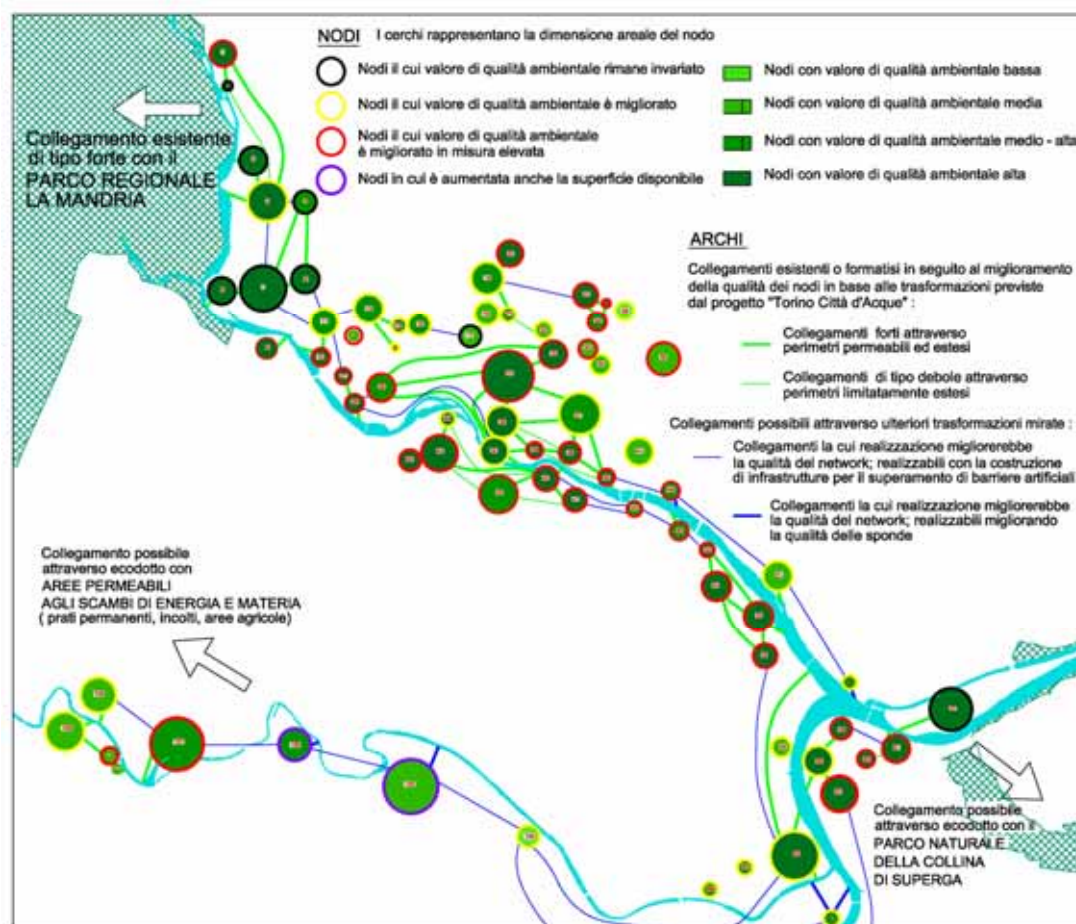 NODI I cerchi rappresentano la dimensione areale del nodo
Nodi il cui valore di qualità ambientale rimane invariato
Nodi il cui valore di qualità ambientale è migliorato
Nodi il cui valore di qualità ambientale
è migliorato in misura elevata
Nodi in cui è aumentata anche la superficie disponibile
Nodi con valore di qualità ambientale bassa
Nodi con valore di qualità ambientale media
Nodi con valore di qualità ambientale medio - alta
Nodi con valore di qualità ambientale alta
Collegamento esistente
di tipo forte con il
PARCO REGIONALE
LA MANDRIA
ARCHI
Collegamenti esistenti o formatisi in seguito al miglioramento
della qualità dei nodi in base alle trasformazioni previste
dal progetto "Torino Città d'Acque" :
Collegamenti forti attraverso
perimetri permeabili ed estesi
Collegamenti di tipo debole attraverso
perimetri limitatamente estesi
Collegamenti possibili attraverso ulteriori trasformazioni mirate :
Collegamenti la cui realizzazione migliorerebbe
la qualità del network; realizzabili con la costruzione
di infrastrutture per il superamento di barriere artificiali
Collegamenti la cui realizzazione migliorerebbe
la qualità del network; realizzabili migliorando
la qualità delle sponde
Collegamento possibile
attraverso ecodotto con
AREE PERMEABILI
AGLI SCAMBI DI ENERGIA E MATERIA
( prati permanenti, incolti, aree agricole)
Collegamento possibile
attraverso ecodotto con il
PARCO NATURALE
DELLA COLLINA
DI SUPERGA